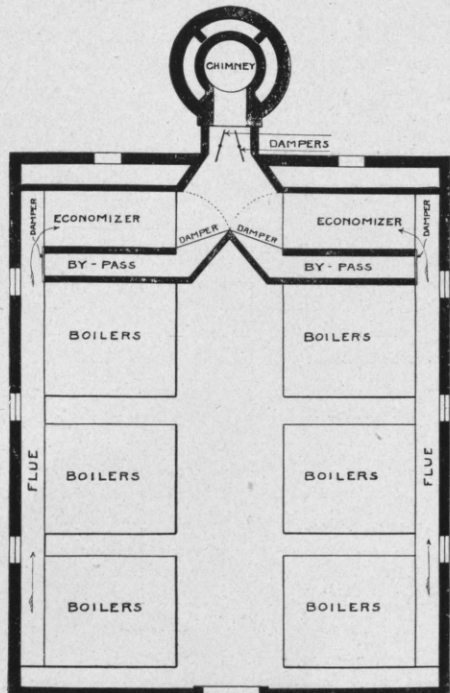 CHIMNEY
DAMPERS
DAMPER
ECONOMIZER
DAMPER
DAMPER
ECONOMIZER
DAMPER
BY-PASS
BY-PASS
BOILERS
BOILERS
FLUE
BOILERS
BOILERS
FLUE
BOILERS
BOILERS